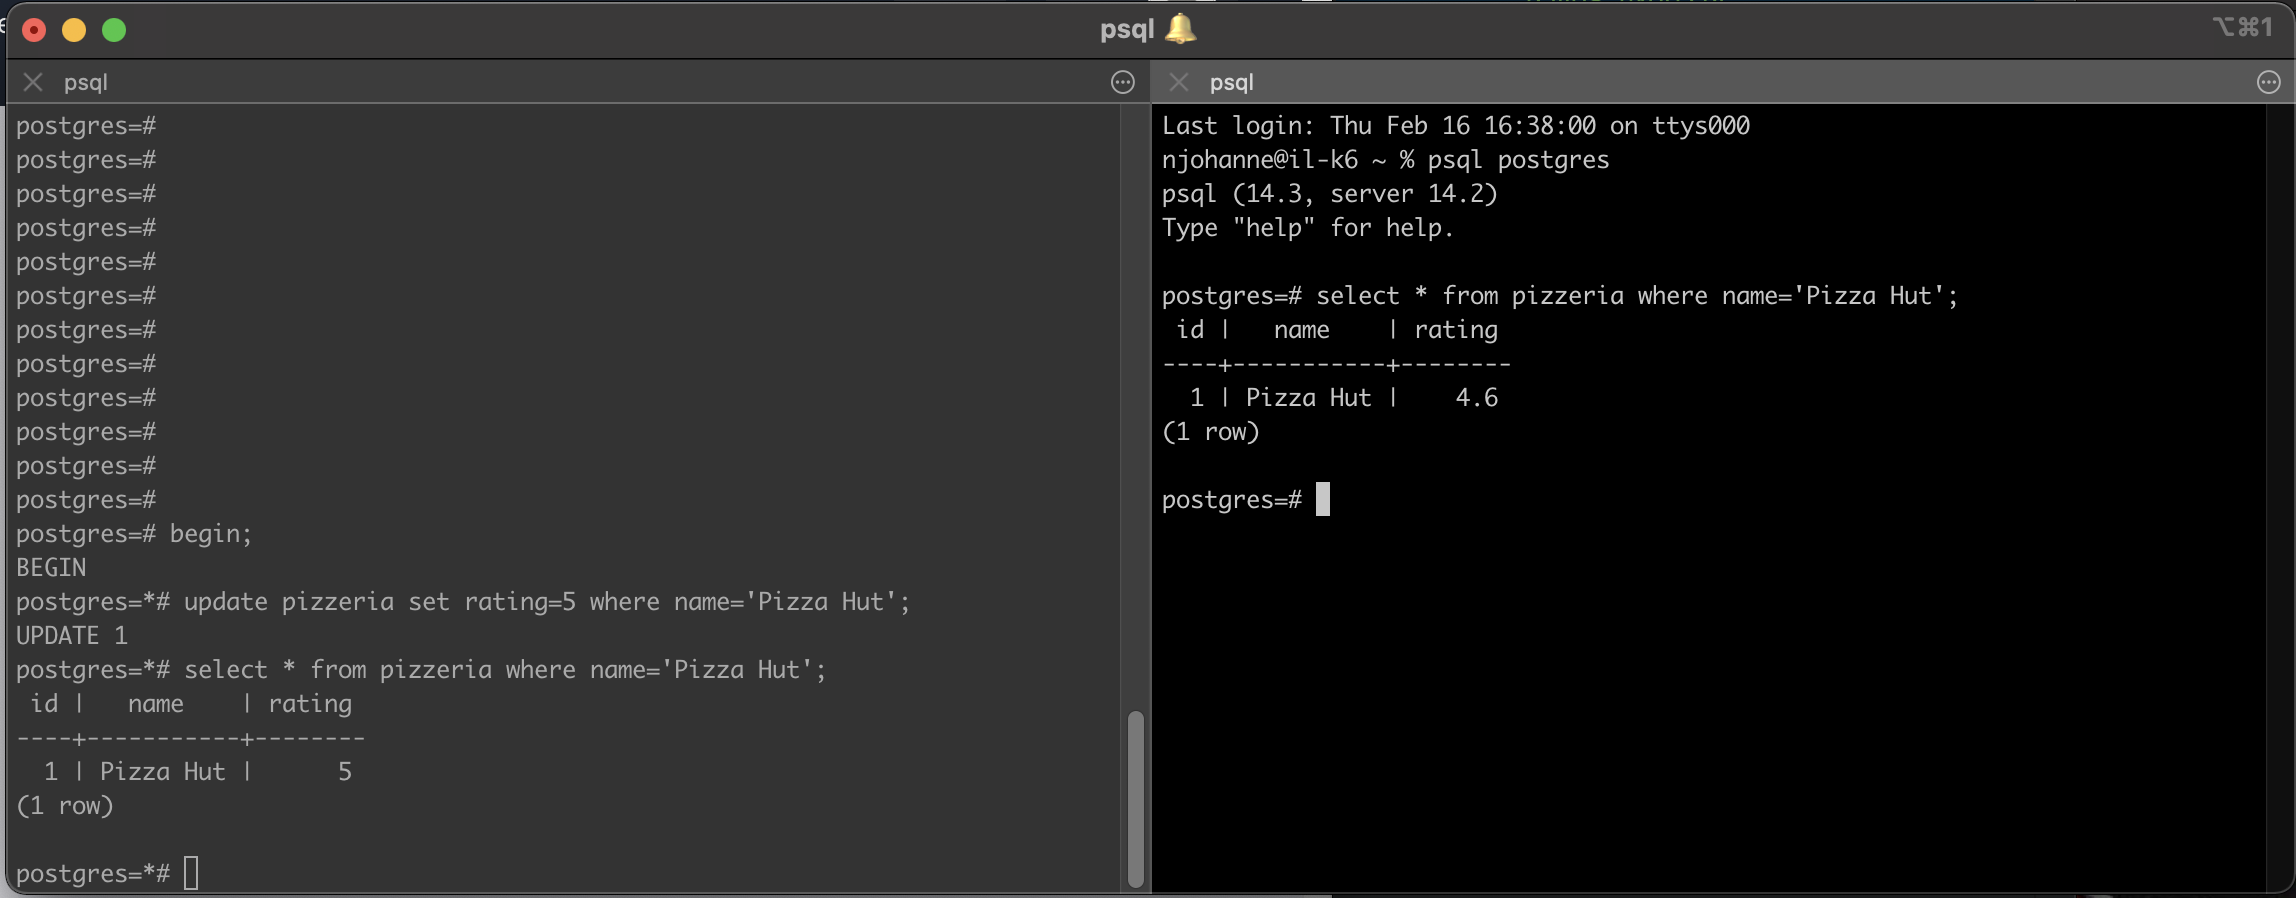 psql 🔔
⌥⌘1
psql
postgres=#
postgres=#
postgres=#
postgres=#
postgres=#
postgres=#
postgres=#
postgres=#
postgres=#
postgres=#
postgres=#
postgres=#
postgres=# begin;
BEGIN
postgres=*# update pizzeria set rating=5 where name='Pizza Hut';
UPDATE 1
postgres=*# select * from pizzeria where name='Pizza Hut';
 id |   name    | rating
----+-----------+--------
  1 | Pizza Hut |      5
(1 row)
postgres=*#
psql
Last login: Thu Feb 16 16:38:00 on ttys000
njohanne@il-k6 ~ % psql postgres
psql (14.3, server 14.2)
Type "help" for help.
postgres=# select * from pizzeria where name='Pizza Hut';
 id |   name    | rating
----+-----------+--------
  1 | Pizza Hut |    4.6
(1 row)
postgres=#